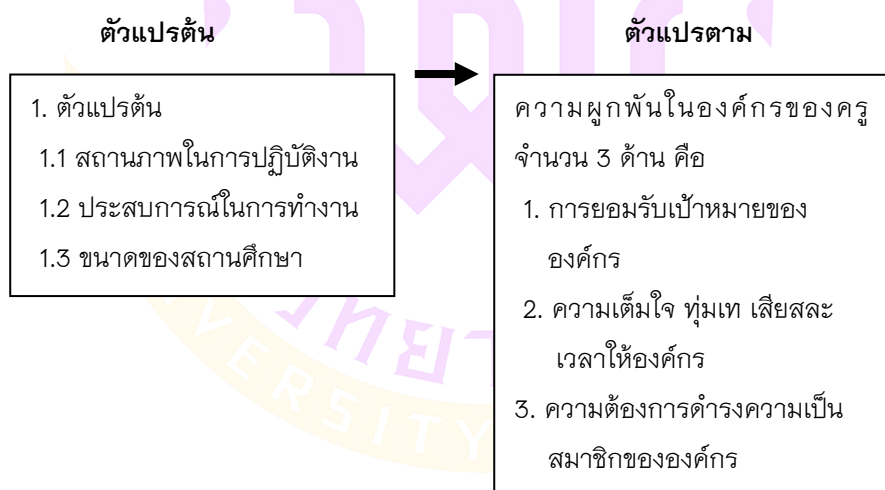 ตัวแปรต้น
1. ตัวแปรต้น
1.1 สถานภาพในการปฏิบัติงาน
1.2 ประสบการณ์ในการทำงาน
1.3 ขนาดของสถานศึกษา
ตัวแปรตาม
ความผูกพันในองค์กรของครู
จำนวน 3 ด้าน คือ
1. การยอมรับเป้าหมายของ
องค์กร
2. ความเต็มใจ ทุ่มเท เสียสละ
เวลาให้องค์กร
3. ความต้องการดำรงความเป็น
สมาชิกขององค์กร